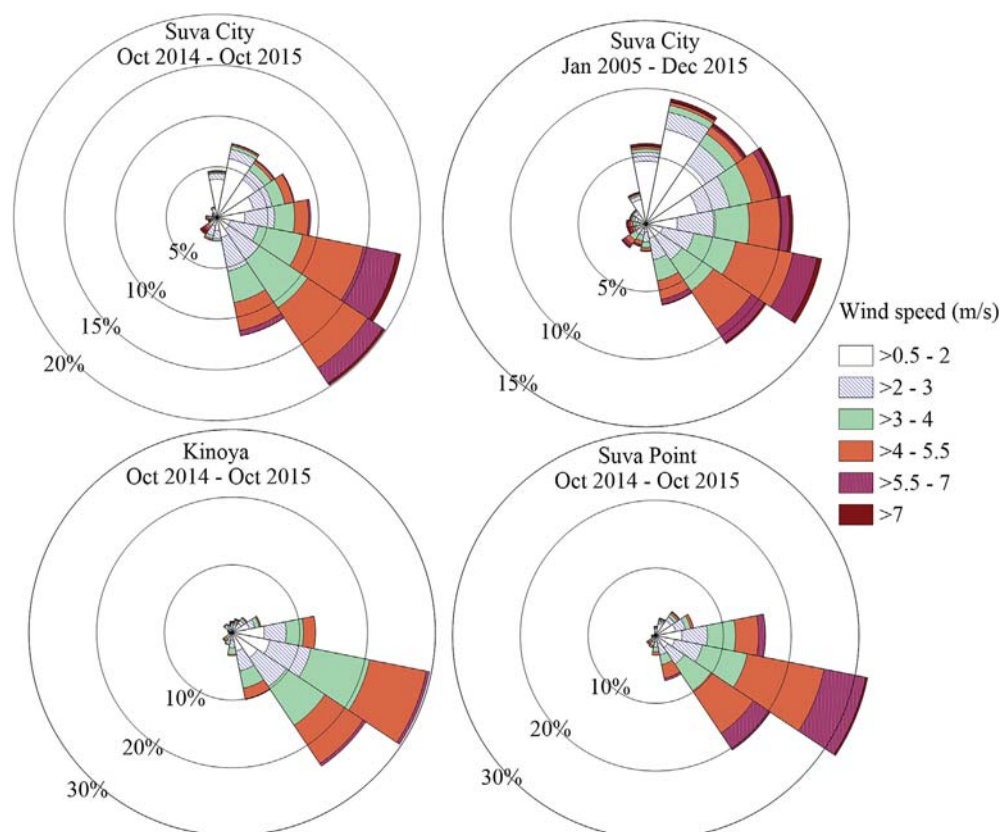 Suva City
Oct 2014 - Oct 2015
5%
10%
15%
20%
Suva City
Jan 2005 - Dec 2015
5%
10%
15%
Wind speed (m/s)
>0.5 - 2
>2 - 3
>3 - 4
>4 - 5.5
>5.5 - 7
>7
Kinoya
Oct 2014 - Oct 2015
10%
20%
30%
Suva Point
Oct 2014 - Oct 2015
10%
20%
30%